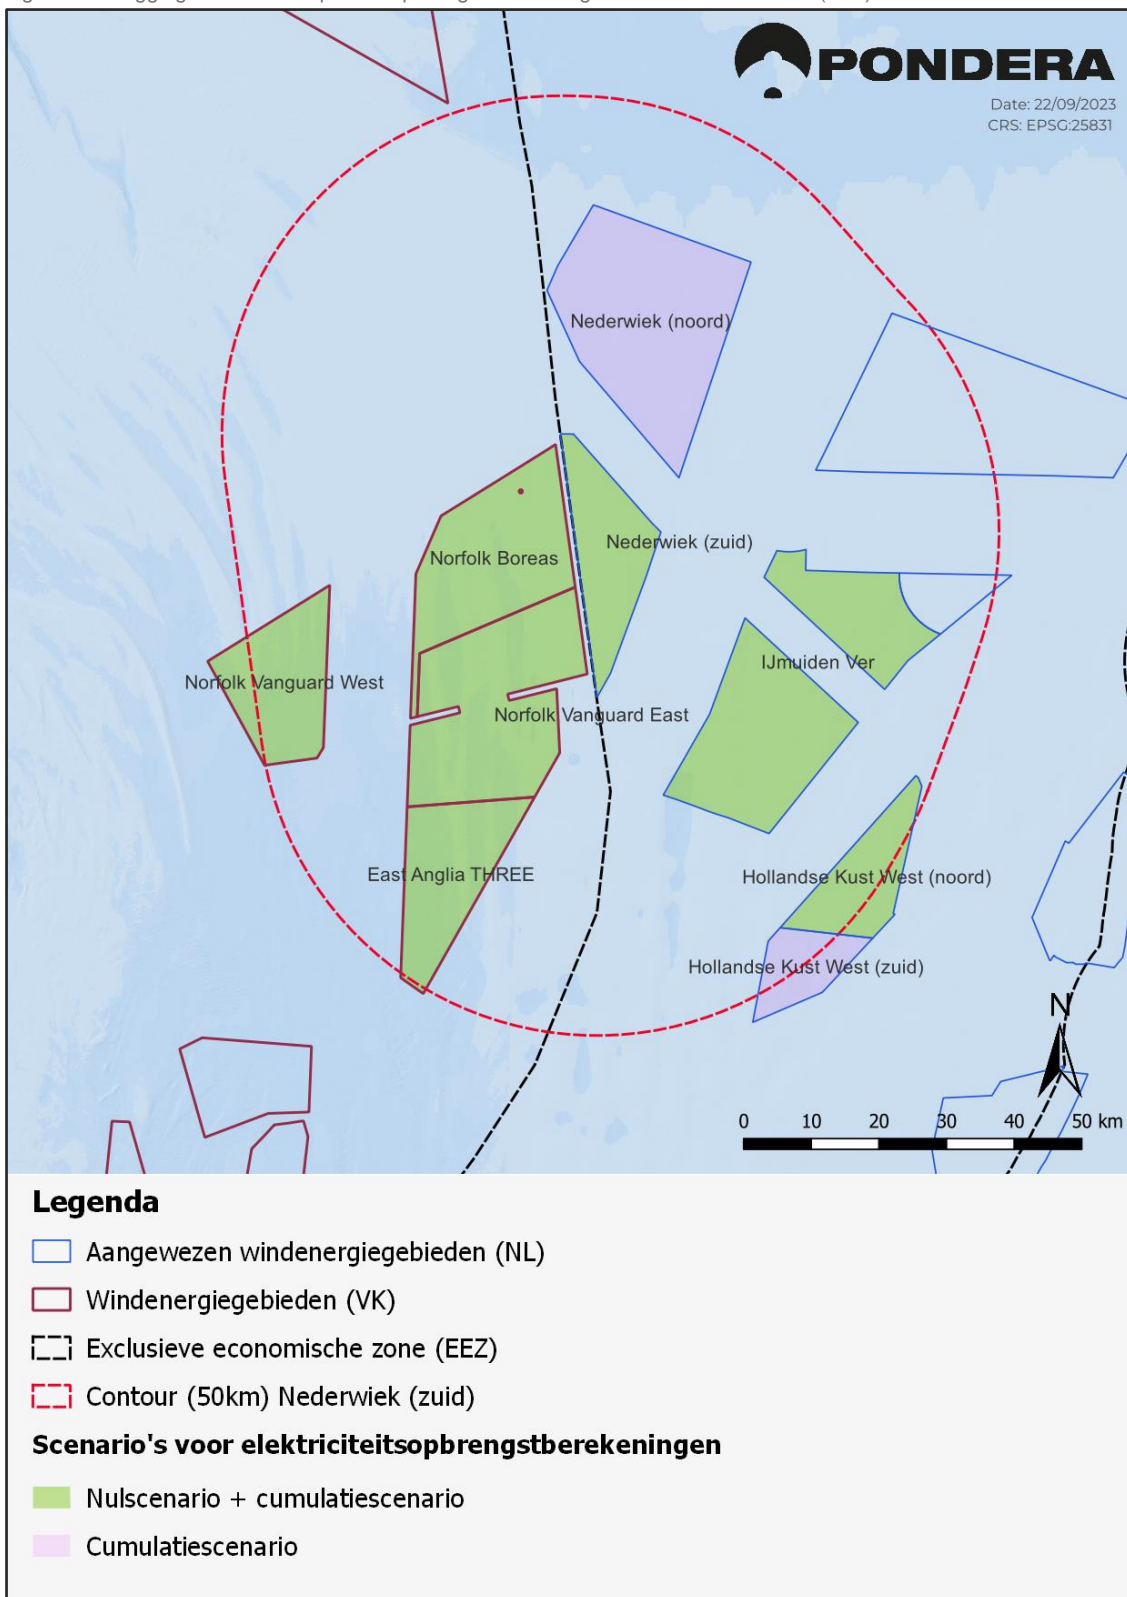 PONDERA
Date: 22/09/2023
CRS: EPSG:25831
Nederwiek (noord)
Nederwiek (zuid)
Norfolk Boreas
IJmuiden Ver
Norfolk Vanguard West
Norfolk Vanguard East
East Anglia THREE
Hollandse Kust West (noord)
Hollandse Kust West (zuid)
N
0 10 20 30 40 50 km
Legenda
Aangewezen windenergiegebieden (NL)
Windenergiegebieden (VK)
Exclusieve economische zone (EEZ)
Contour (50km) Nederwiek (zuid)
Scenario's voor elektriciteitsopbrengstberekeningen
Nulscenario + cumulatiescenario
Cumulatiescenario